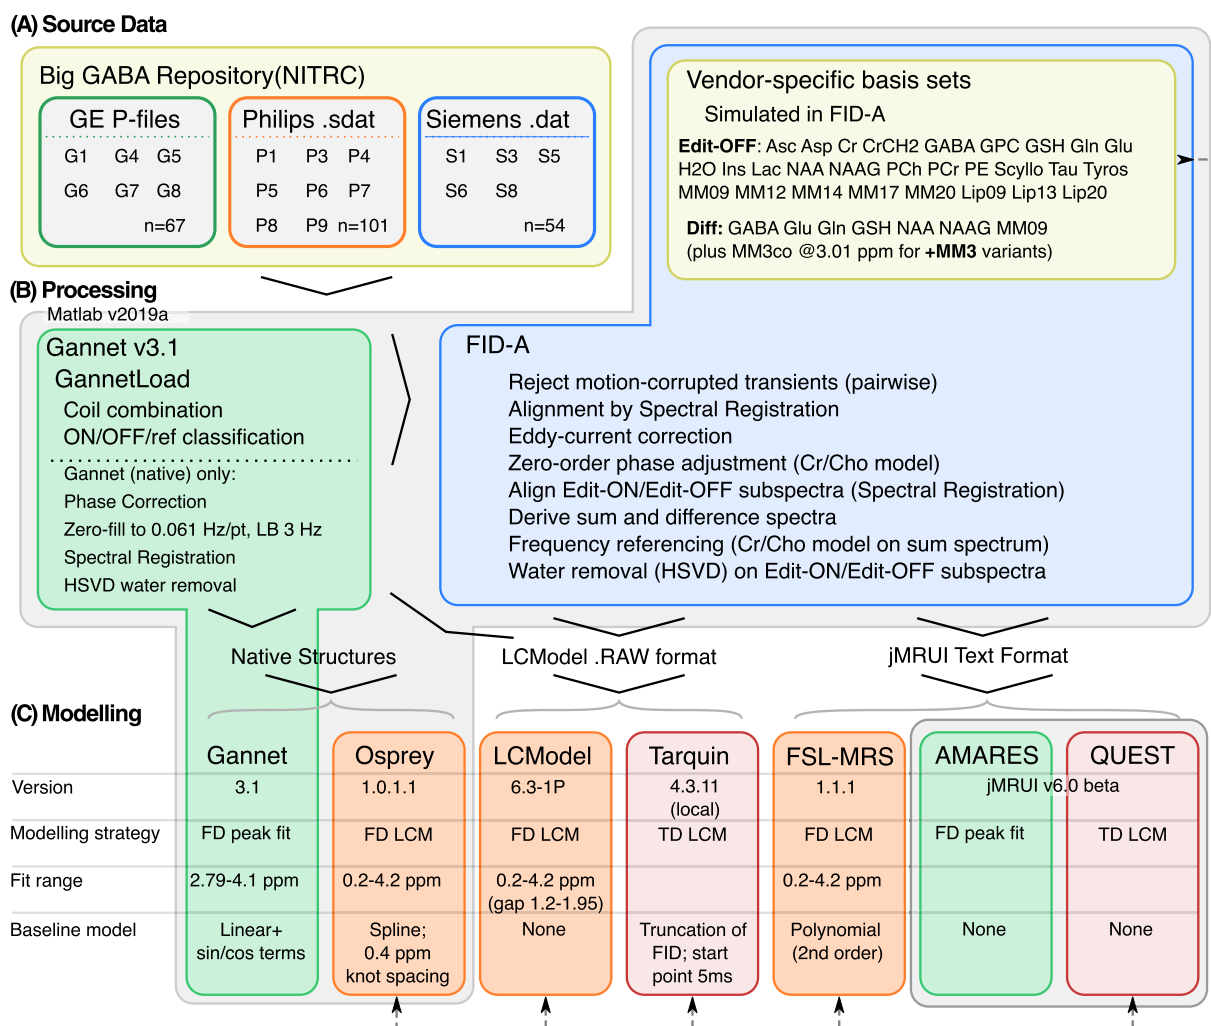 (A) Source Data
Big GABA Repository(NITRC)
GE P-files
G1 G4 G5
G6 G7 G8
n=67
Philips .sdat
P1 P3 P4
P5 P6 P7
P8 P9 n=101
Siemens .dat
S1 S3 S5
S6 S8
n=54
Vendor-specific basis sets
Simulated in FID-A
Edit-OFF: Asc Asp Cr CrCH2 GABA GPC GSH Gln Glu
H2O Ins Lac NAA NAAG PCh PCr PE Scyllo Tau Tyros
MM09 MM12 MM14 MM17 MM20 Lip09 Lip13 Lip20
Diff: GABA Glu Gln GSH NAA NAAG MM09
(plus MM3co @3.01 ppm for +MM3 variants)
(B) Processing
Matlab v2019a
Gannet v3.1
GannetLoad
Coil combination
ON/OFF/ref classification
Gannet (native) only:
Phase Correction
Zero-fill to 0.061 Hz/pt, LB 3 Hz
Spectral Registration
HSVD water removal
FID-A
Reject motion-corrupted transients (pairwise)
Alignment by Spectral Registration
Eddy-current correction
Zero-order phase adjustment (Cr/Cho model)
Align Edit-ON/Edit-OFF subspectra (Spectral Registration)
Derive sum and difference spectra
Frequency referencing (Cr/Cho model on sum spectrum)
Water removal (HSVD) on Edit-ON/Edit-OFF subspectra
Native Structures LCModel .RAW format jMRUI Text Format
(C) Modelling
Gannet Osprey LCModel Tarquin FSL-MRS AMARES QUEST
Version 3.1 1.0.1.1 6.3-1P 4.3.11 1.1.1 jMRUI v6.0 beta
(local)
Modelling strategy FD peak fit FD LCM FD LCM TD LCM FD LCM FD peak fit TD LCM
Fit range 2.79-4.1 ppm 0.2-4.2 ppm 0.2-4.2 ppm 0.2-4.2 ppm
(gap 1.2-1.95)
Baseline model Linear+ Spline; None Truncation of Polynomial None None
sin/cos terms 0.4 ppm FID; start (2nd order)
knot spacing point 5ms